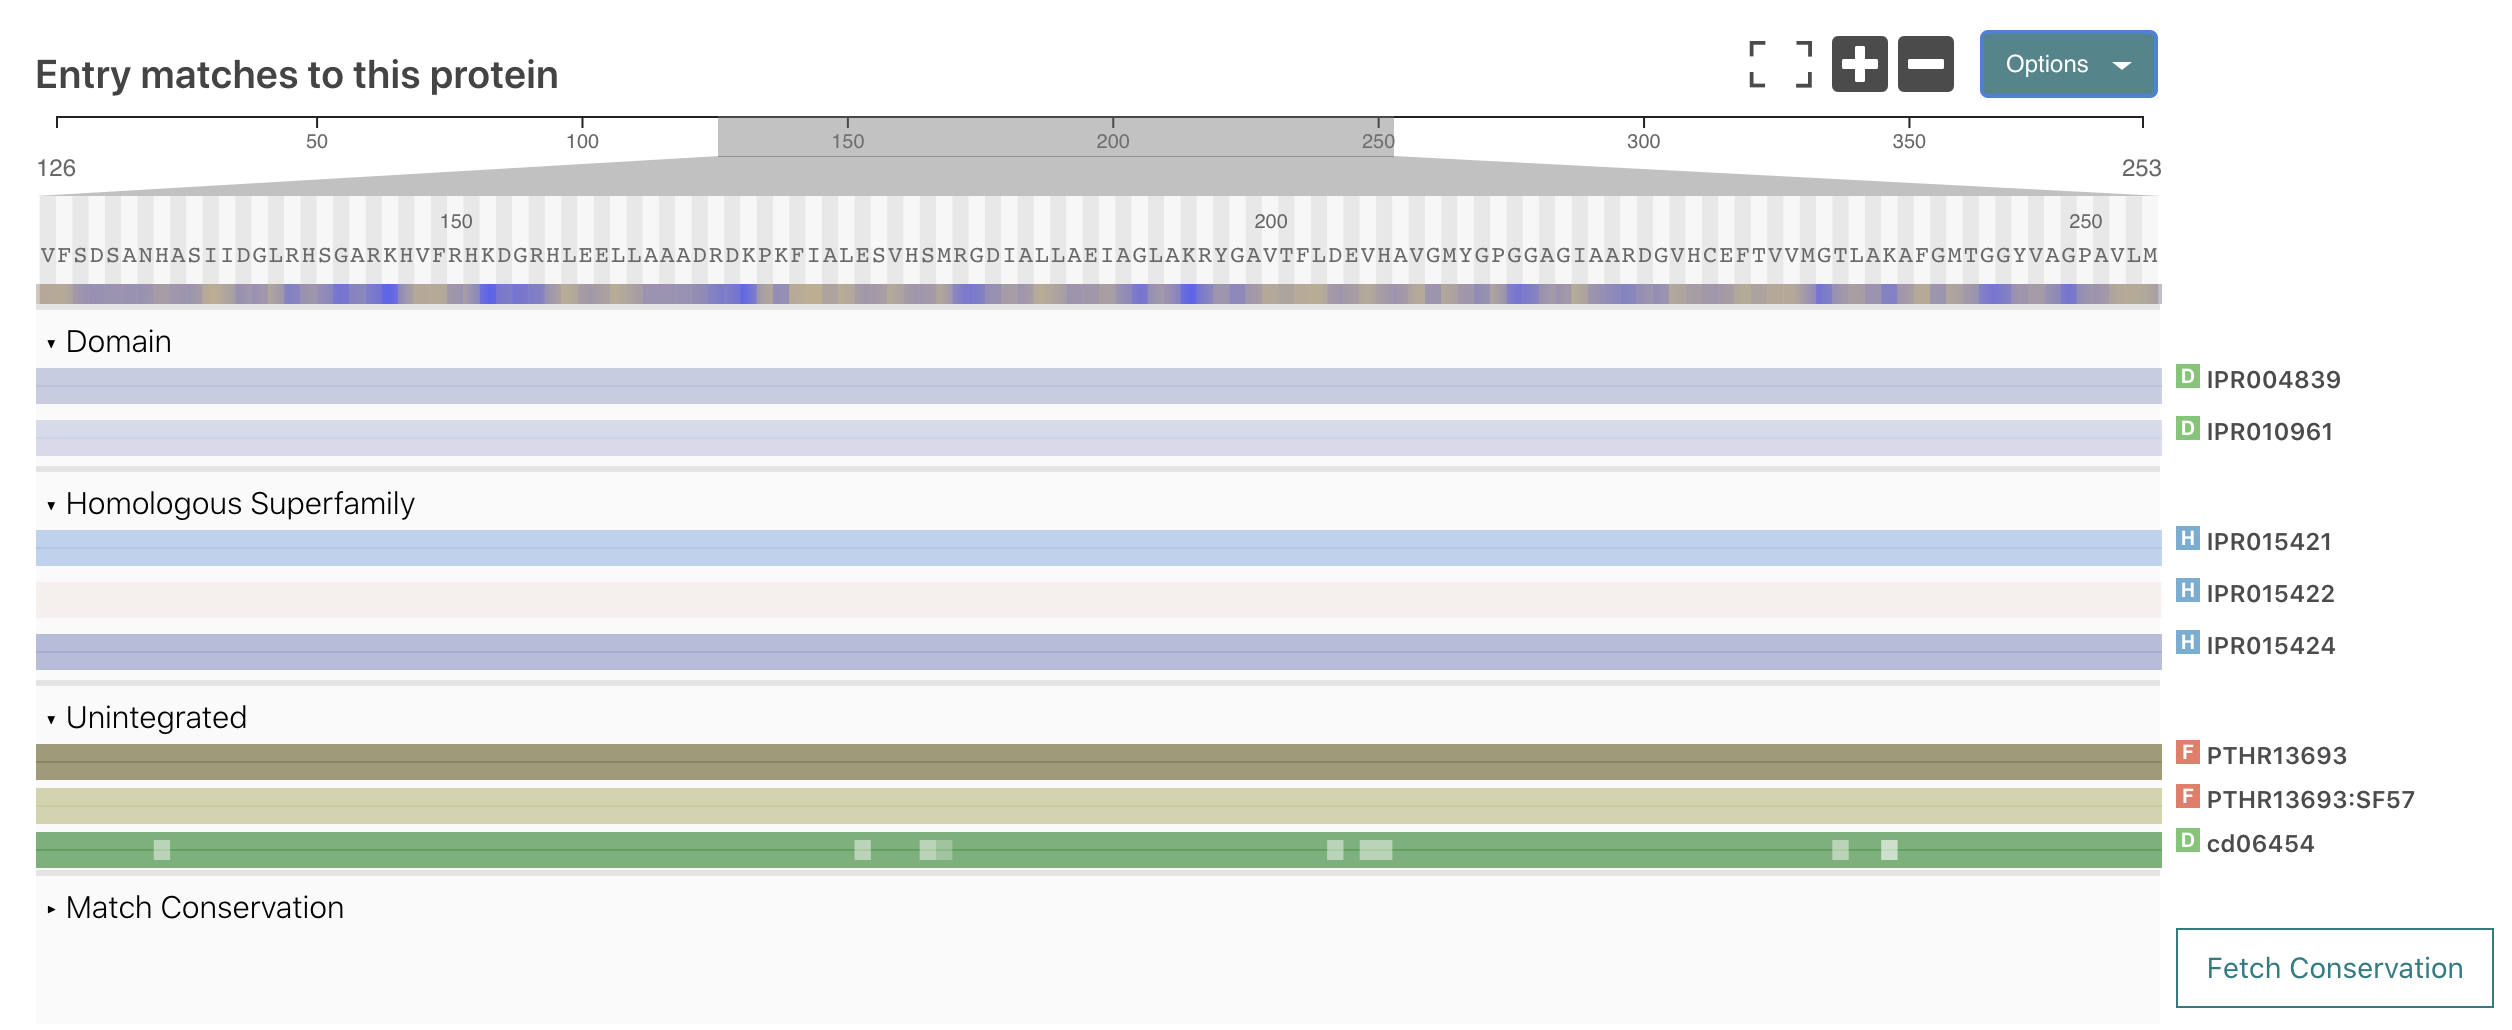 Entry matches to this protein
Options
50 100 150 200 250 300 350
126 253
150 200 250
VFSDSANHASIIDGLRHSGARKHVFRHKDGRHLEELLAAADRDKPKFIALESVHSMRGDIALLAEIAGLAKRYGAVTFLDEVHAVGMYGPGGAGIAARDGVHCEFTVVMGTLAKAFGMTGGYVAGPAVLM
Domain
D IPR004839
D IPR010961
Homologous Superfamily
H IPR015421
H IPR015422
H IPR015424
Unintegrated
F PTHR13693
F PTHR13693:SF57
D cd06454
Match Conservation
Fetch Conservation